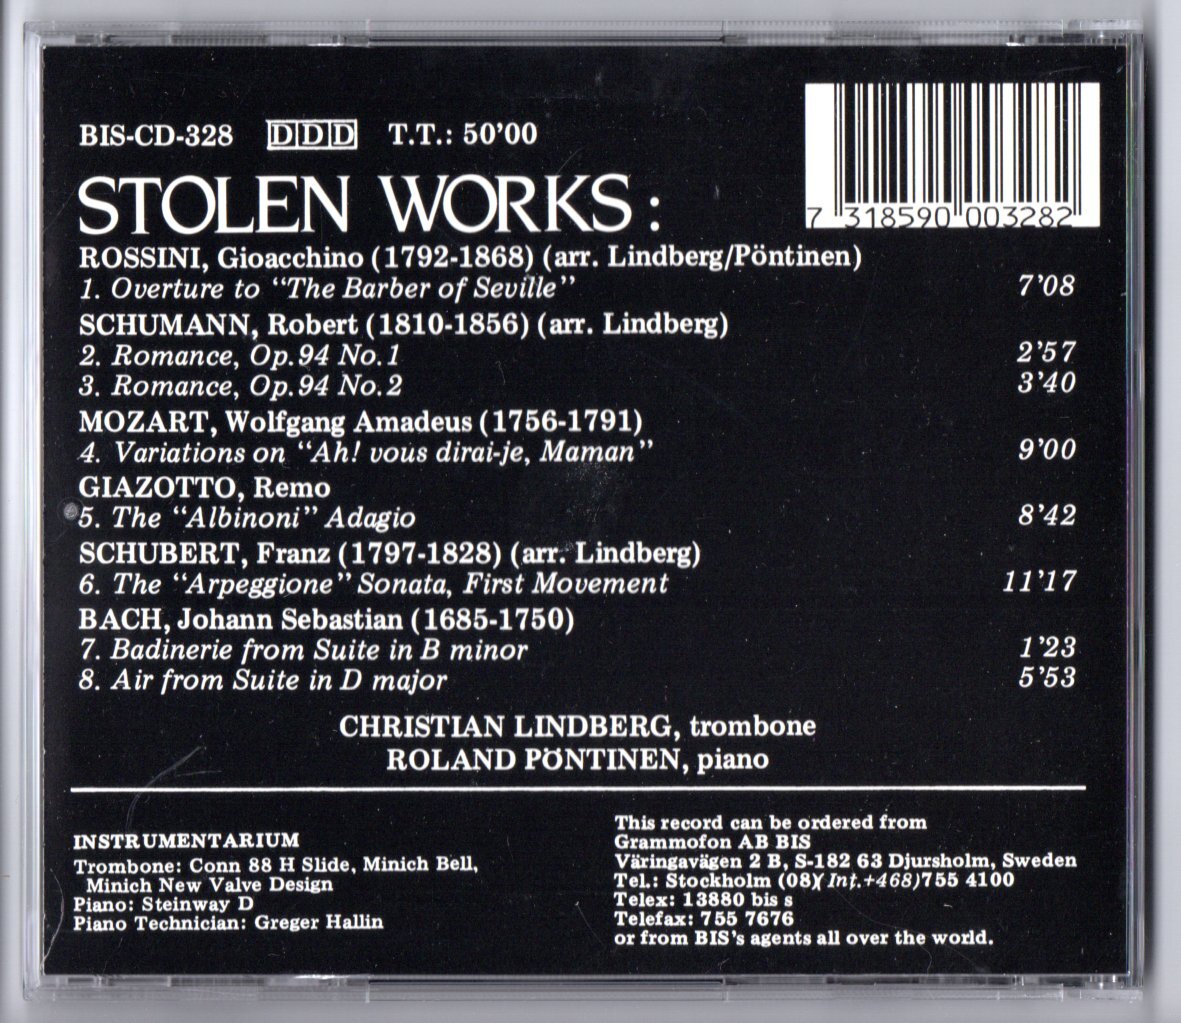 BIS-CD-328 DDD T.T.: 50'00
7 318590 003282
STOLEN WORKS:
ROSSINI, Gioacchino (1792-1868) (arr. Lindberg/Pöntinen)
1. Overture to "The Barber of Seville" 7'08
SCHUMANN, Robert (1810-1856) (arr. Lindberg)
2. Romance, Op.94 No.1 2'57
3. Romance, Op.94 No.2 3'40
MOZART, Wolfgang Amadeus (1756-1791)
4. Variations on "Ah! vous dirai-je, Maman" 9'00
GIAZOTTO, Remo
5. The "Albinoni" Adagio 8'42
SCHUBERT, Franz (1797-1828) (arr. Lindberg)
6. The "Arpeggione" Sonata, First Movement 11'17
BACH, Johann Sebastian (1685-1750)
7. Badinerie from Suite in B minor 1'23
8. Air from Suite in D major 5'53
CHRISTIAN LINDBERG, trombone
ROLAND PÖNTINEN, piano
INSTRUMENTARIUM
Trombone: Conn 88 H Slide, Minich Bell,
Minich New Valve Design
Piano: Steinway D
Piano Technician: Greger Hallin
This record can be ordered from
Grammofon AB BIS
Väringavägen 2 B, S-182 63 Djursholm, Sweden
Tel.: Stockholm (08)(Int.+468)755 4100
Telex: 13880 bis s
Telefax: 755 7676
or from BIS's agents all over the world.